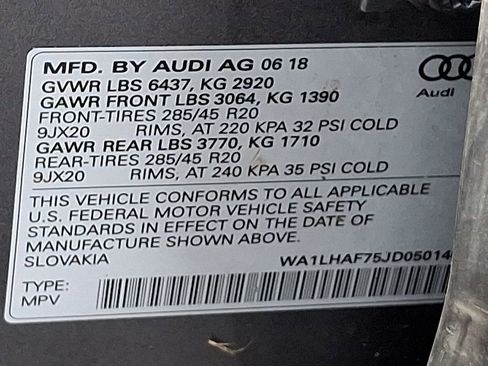 MFD. BY AUDI AG 06 18
GVWR LBS 6437, KG 2920
GAWR FRONT LBS 3064, KG 1390
FRONT-TIRES 285/45 R20
9JX20 RIMS, AT 220 KPA 32 PSI COLD
GAWR REAR LBS 3770, KG 1710
REAR-TIRES 285/45 R20
9JX20 RIMS, AT 240 KPA 35 PSI COLD
Audi
THIS VEHICLE CONFORMS TO ALL APPLICABLE
U.S. FEDERAL MOTOR VEHICLE SAFETY
STANDARDS IN EFFECT ON THE DATE OF
MANUFACTURE SHOWN ABOVE.
SLOVAKIA WA1LHAF75JD05014
TYPE:
MPV